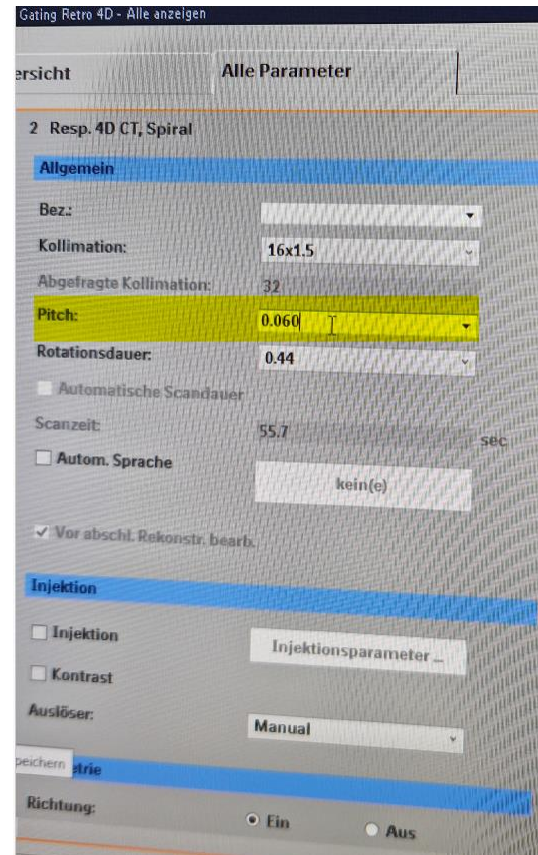 Gating Retro 4D - Alle anzeigen
ersicht
Alle Parameter
2 Resp. 4D CT, Spiral
Allgemein
Bez.:
Kollimation: 16x1.5
Abgefragte Kollimation: 32
Pitch: 0.060
Rotationsdauer: 0.44
Automatische Scandauer
Scanzeit: 55.7 sec
Autom. Sprache
kein(e)
Vor abschl. Rekonstr. bearb.
Injektion
Injektion
Injektionsparameter ...
Kontrast
Auslöser: Manual
peichern
etrie
Richtung: Ein Aus